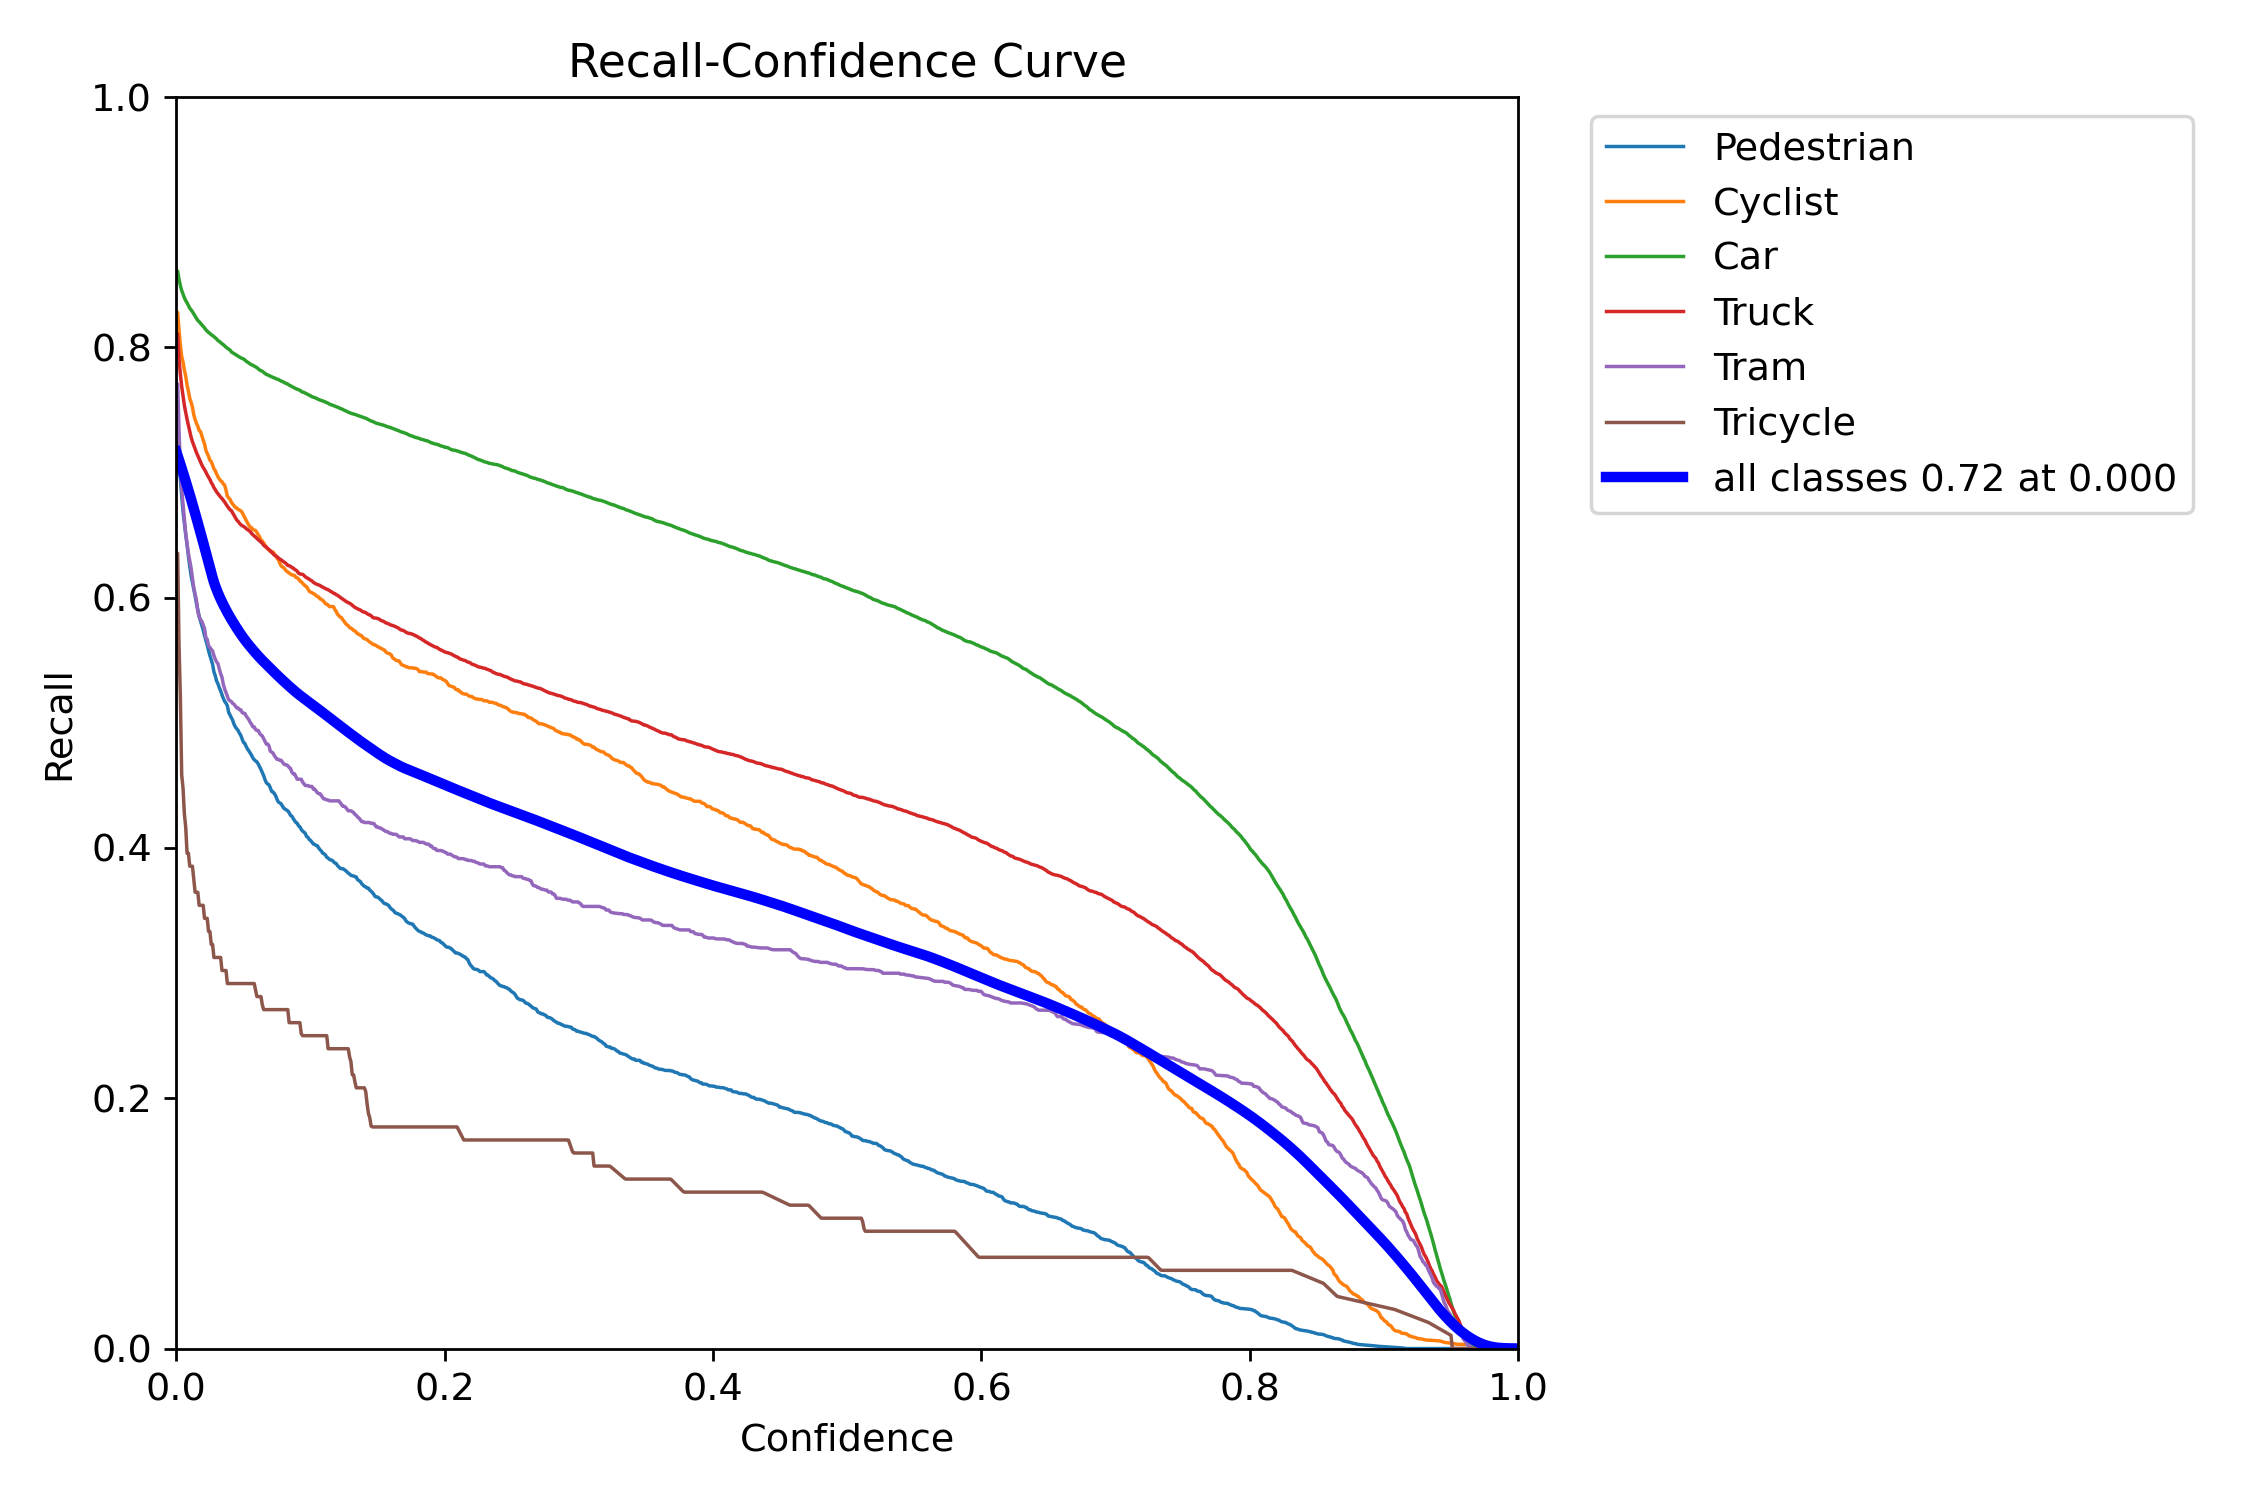 Recall-Confidence Curve
1.0
0.8
0.6
0.4
0.2
0.0
Recall
0.0 0.2 0.4 0.6 0.8 1.0
Confidence
Pedestrian
Cyclist
Car
Truck
Tram
Tricycle
all classes 0.72 at 0.000